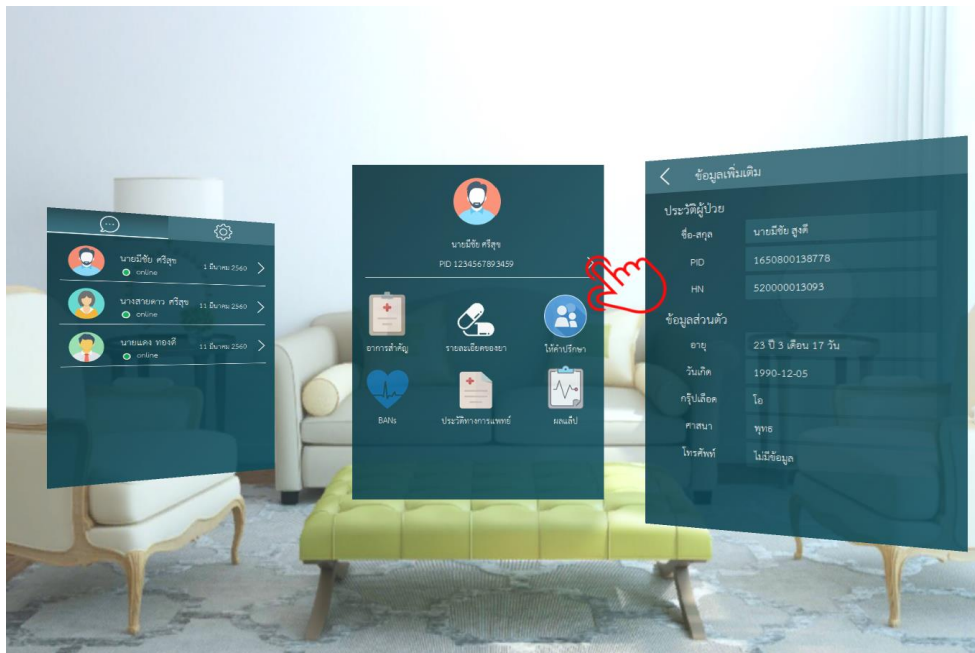 นายมีชัย ศรีสุข
online
1 มีนาคม 2560
นางสายดาว ศรีสุข
online
11 มีนาคม 2560
นายแดง ทองดี
online
11 มีนาคม 2560
นายมีชัย ศรีสุข
PID 1234567893459
อาการสำคัญ
รายละเอียดของยา
ให้คำปรึกษา
BANs
ประวัติทางการแพทย์
ผลแล็ป
ข้อมูลเพิ่มเติม
ประวัติผู้ป่วย
ชื่อ-สกุล นายมีชัย สูงดี
PID 1650800138778
HN 520000013093
ข้อมูลส่วนตัว
อายุ 23 ปี 3 เดือน 17 วัน
วันเกิด 1990-12-05
กรุ๊ปเลือด โอ
ศาสนา พุทธ
โทรศัพท์ ไม่มีข้อมูล